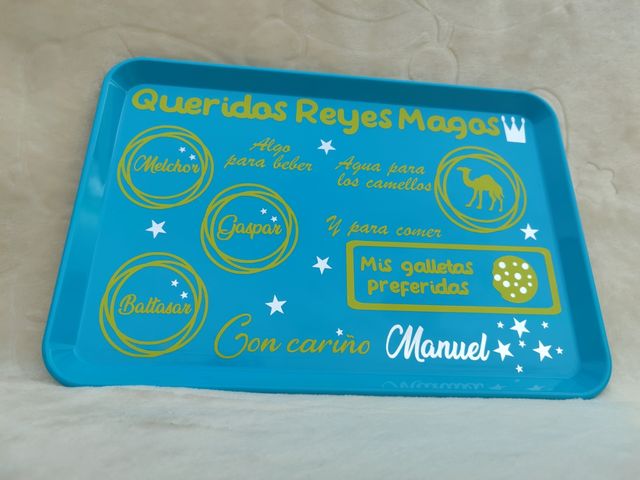 Queridos Reyes Magos
Melchor
Algo
para beber
Agua para
los camellos
Gaspar
Y para comer
Mis galletas
preferidas
Baltasar
Con cariño
Manuel